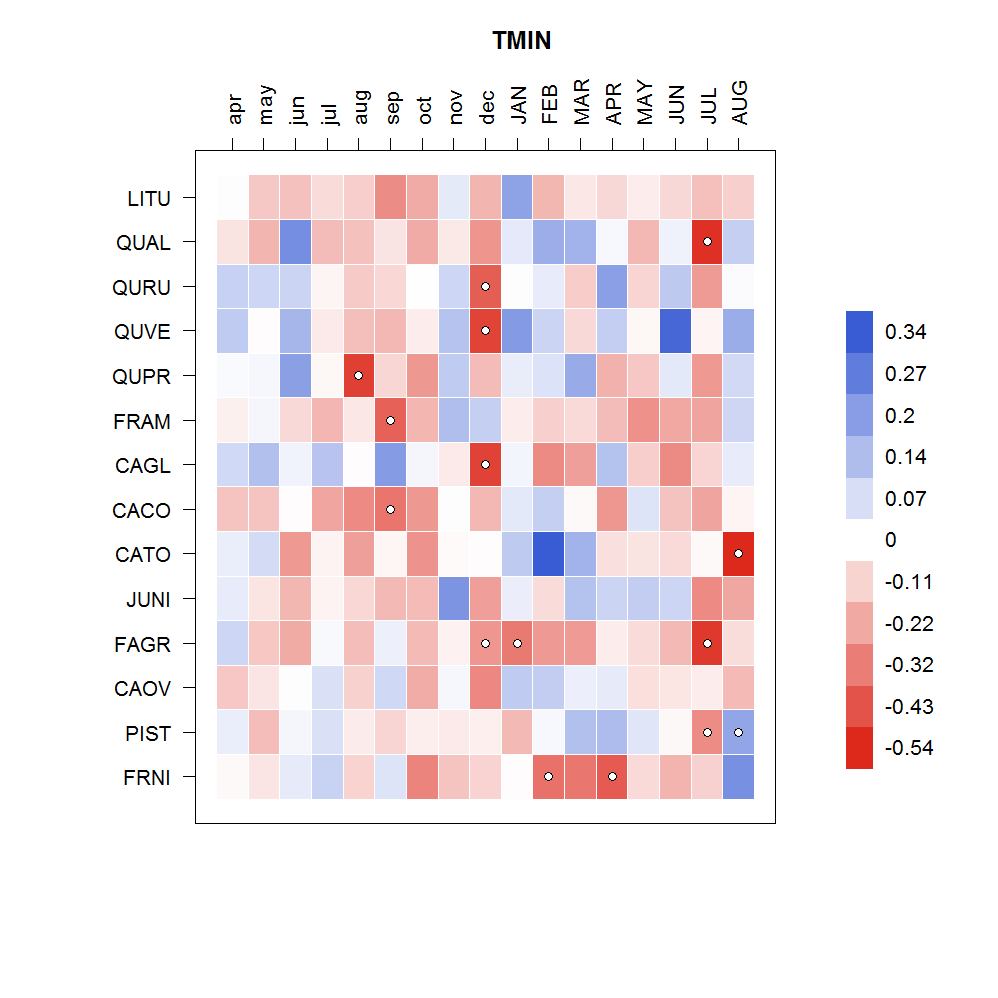 TMIN
apr may jun jul aug sep oct nov dec JAN FEB MAR APR MAY JUN JUL AUG
LITU
QUAL
QURU
QUVE
QUPR
FRAM
CAGL
CACO
CATO
JUNI
FAGR
CAOV
PIST
FRNI
0.34
0.27
0.2
0.14
0.07
0
-0.11
-0.22
-0.32
-0.43
-0.54